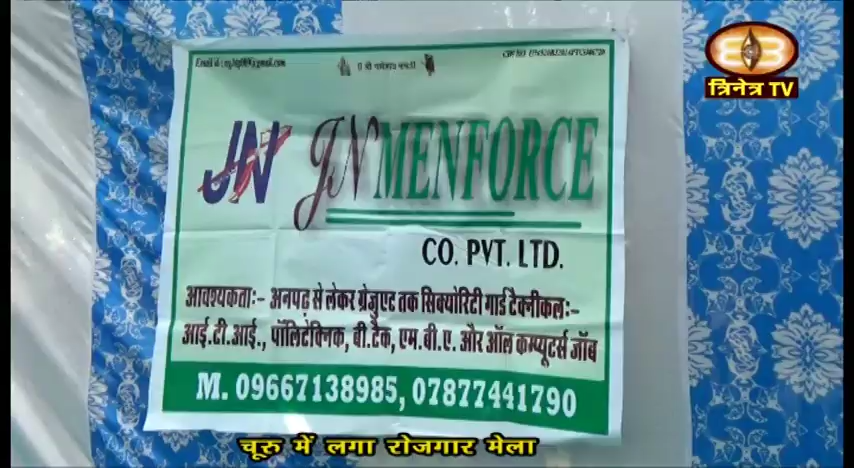 त्रिनेत्र TV
JN
JN MENFORCE
CO. PVT. LTD.
आवश्यकता:- अनपढ़ से लेकर ग्रेजुएट तक सिक्योरिटी गार्ड टैक्नीकल:-
आई.टी.आई., पॉलिटेक्निक, बी.टैक, एम.बी.ए. और ऑल कम्प्यूटर्स जॉब
M. 09667138985, 07877441790
चूरू में लगा रोजगार मेला